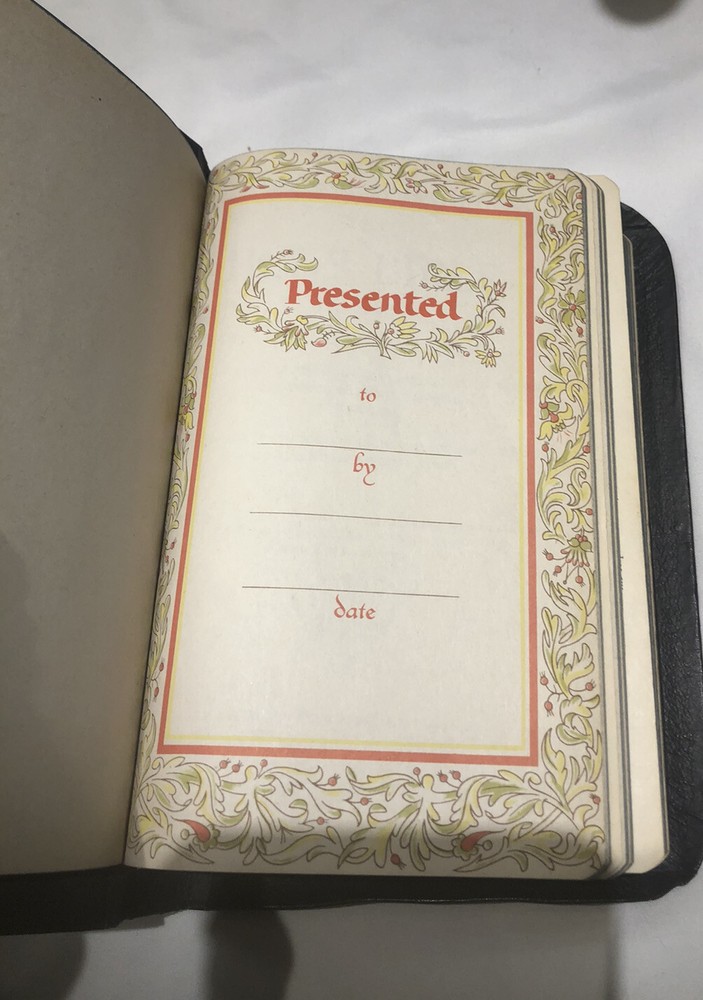 Presented
to
by
date